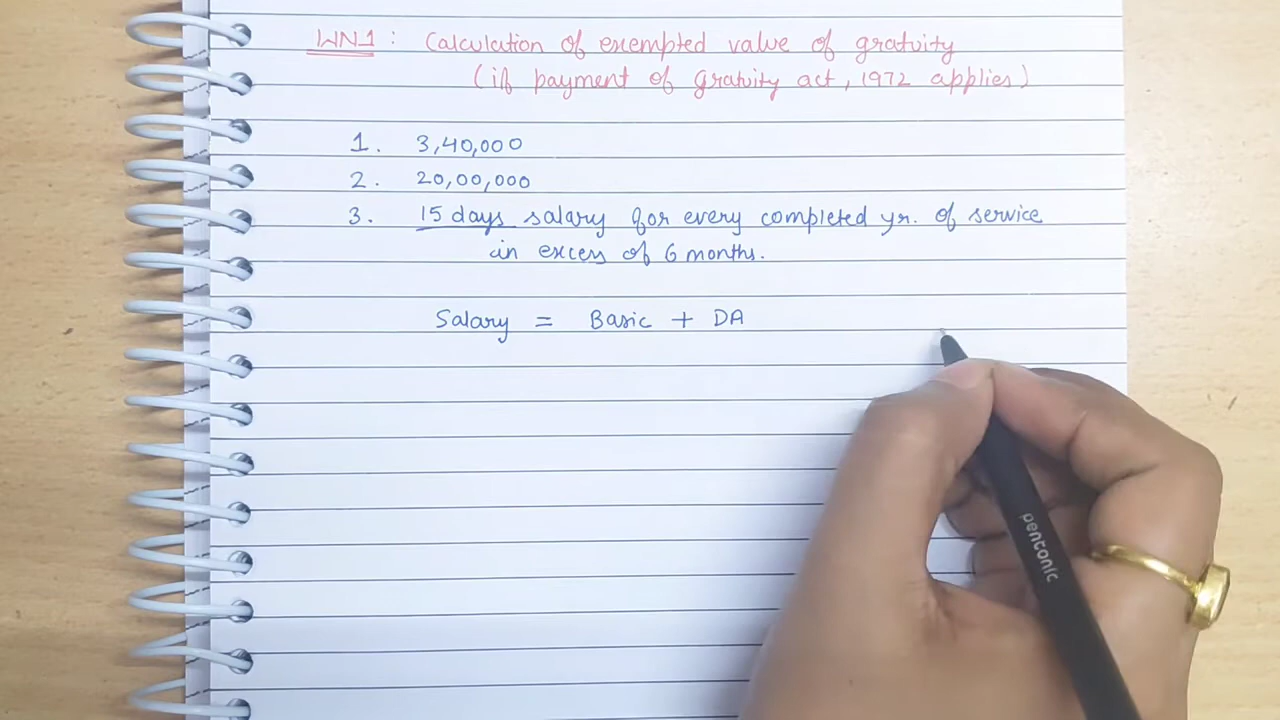 WN1 : Calculation of exempted value of gratuity
(if payment of gratuity act, 1972 applies)
1. 3,40,000
2. 20,00,000
3. 15 days salary for every completed yr. of service
in excess of 6 months.
Salary = Basic + DA
pentonic